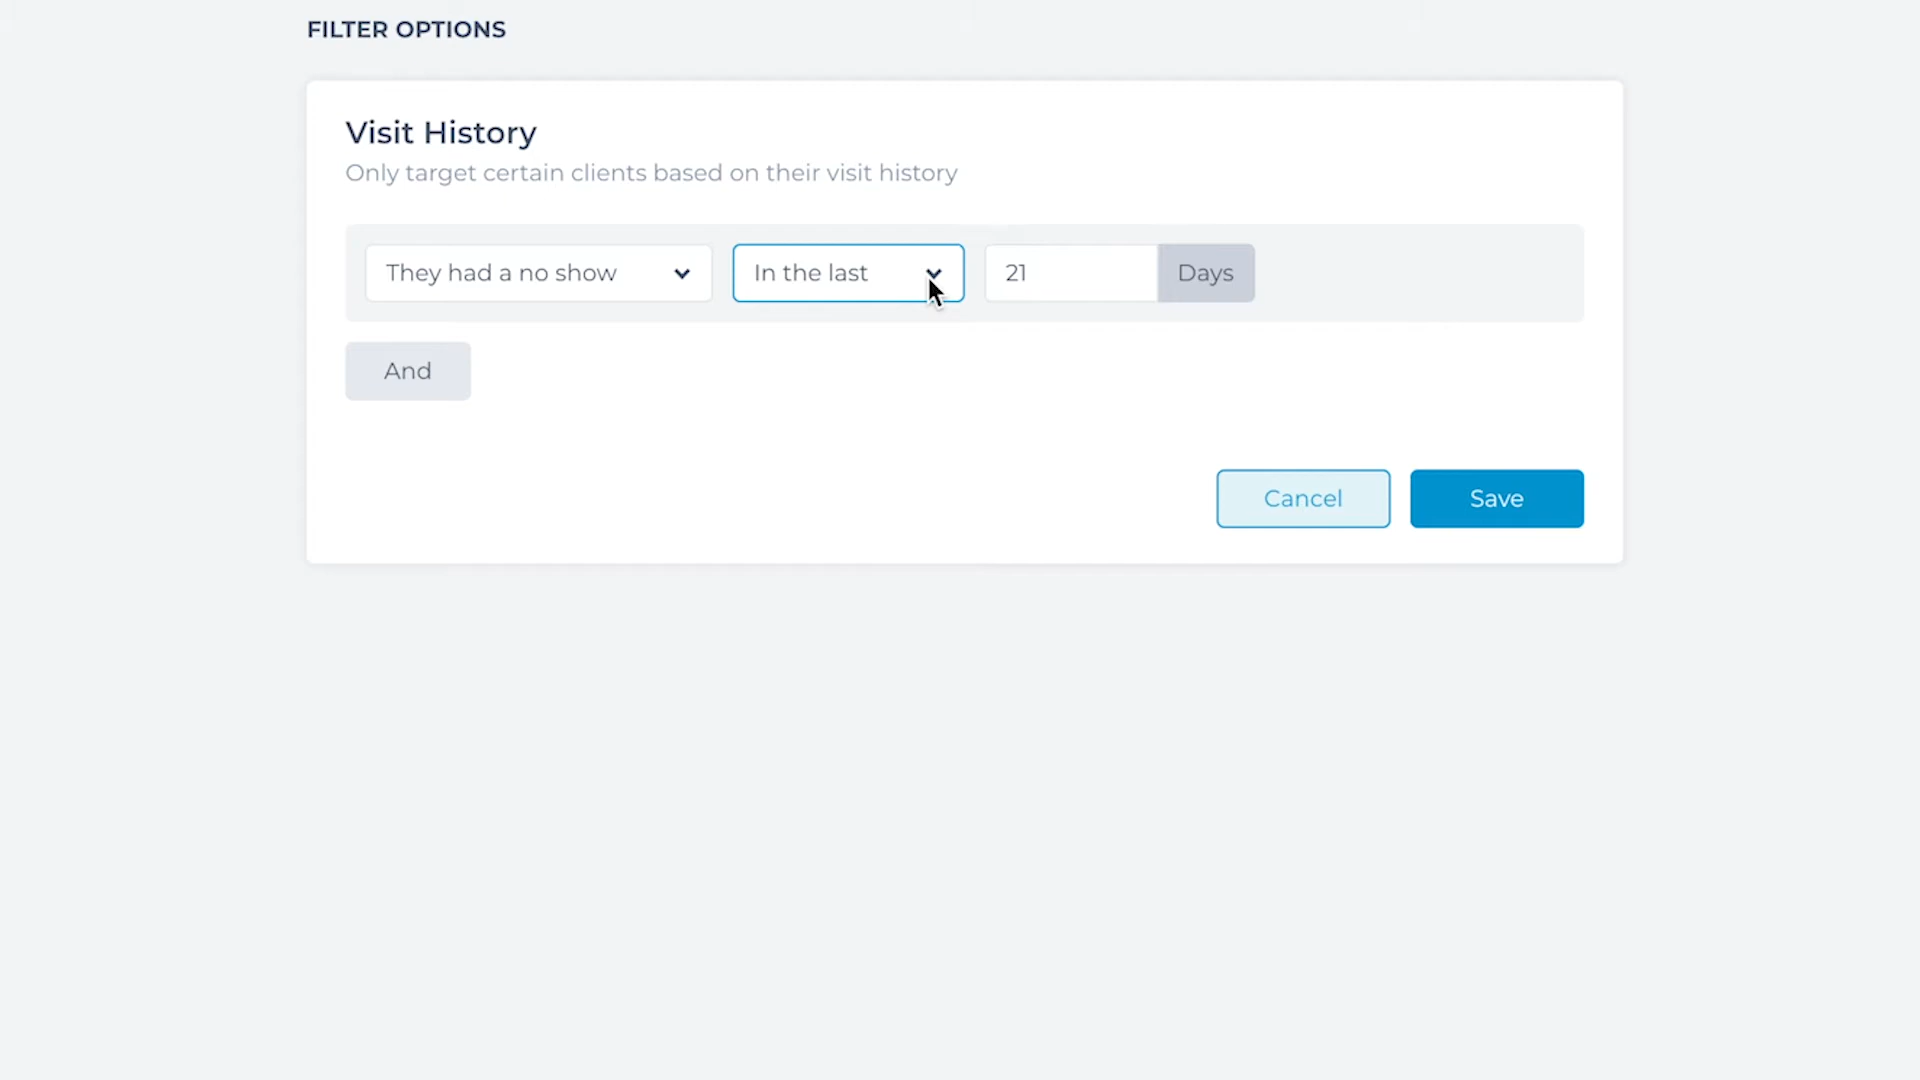 FILTER OPTIONS
Visit History
Only target certain clients based on their visit history
They had a no show In the last 21 Days
And
Cancel Save